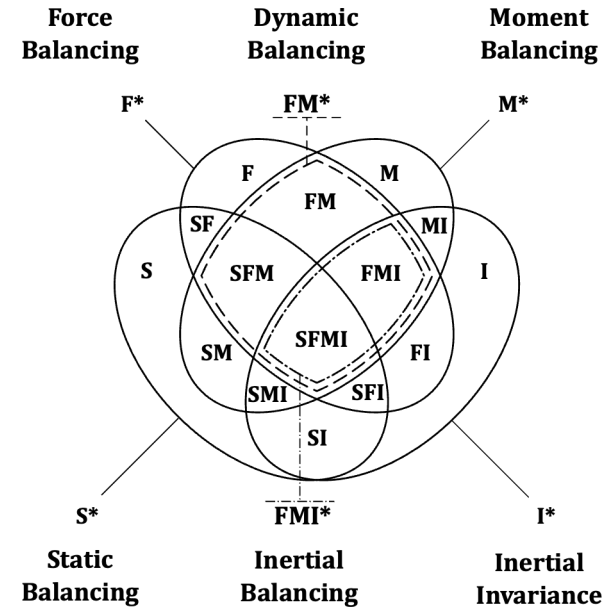 Force
Balancing
Dynamic
Balancing
Moment
Balancing
F*
FM*
M*
F
M
FM
SF
MI
S
SFM
FMI
I
SFMI
SM
FI
SMI
SFI
SI
S*
FMI*
I*
Static
Balancing
Inertial
Balancing
Inertial
Invariance